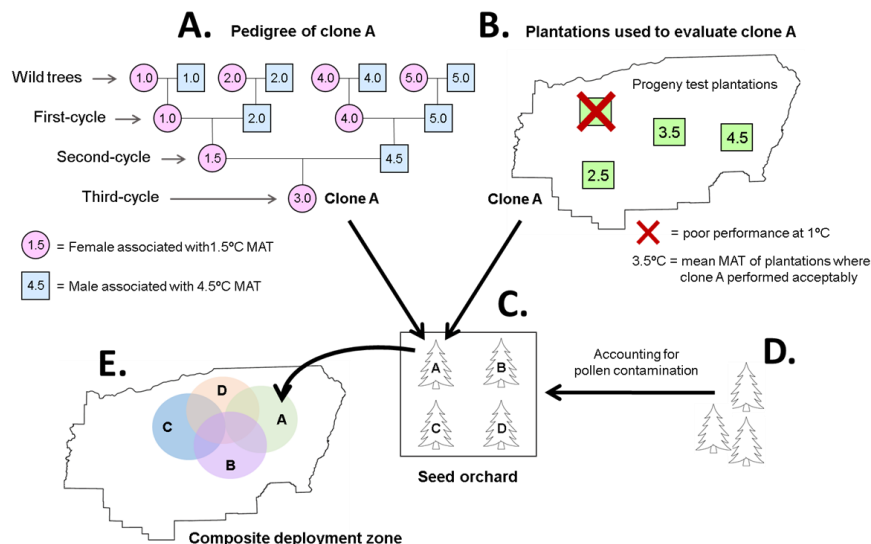 A. Pedigree of clone A
Wild trees
1.0 1.0 2.0 2.0 4.0 4.0 5.0 5.0
First-cycle
1.0 2.0 4.0 5.0
Second-cycle
1.5 4.5
Third-cycle
3.0 Clone A
1.5 = Female associated with1.5ºC MAT
4.5 = Male associated with 4.5ºC MAT
B. Plantations used to evaluate clone A
Progeny test plantations
3.5 4.5
2.5
Clone A
= poor performance at 1ºC
3.5ºC = mean MAT of plantations where
clone A performed acceptably
C.
A B
C D
Seed orchard
D.
Accounting for
pollen contamination
E.
D
A
C
B
Composite deployment zone